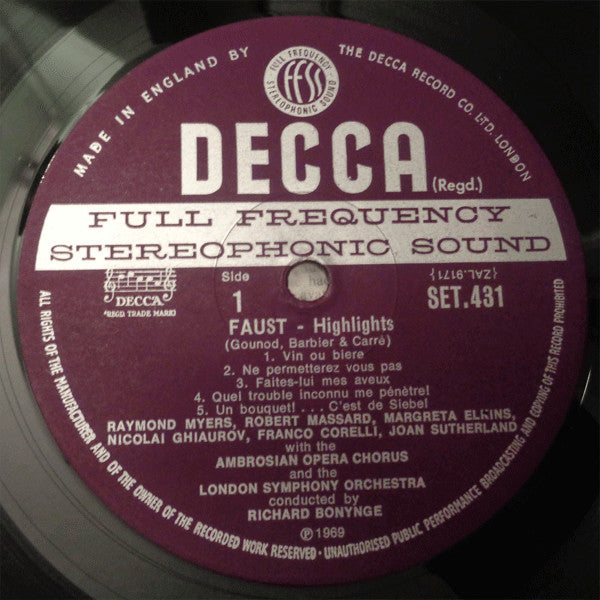 MADE IN ENGLAND BY
THE DECCA RECORD CO. LTD. LONDON
FULL FREQUENCY
STEREOPHONIC SOUND
FFSS
DECCA (Regd.)
FULL FREQUENCY
STEREOPHONIC SOUND
DECCA
REGD. TRADE MARK
Side
1
{ZAL.9171}
SET.431
FAUST - Highlights
(Gounod, Barbier & Carré)
1. Vin ou biere
2. Ne permetterez vous pas
3. Faites-lui mes aveux
4. Quel trouble inconnu me pénètre!
5. Un bouquet! . . . C'est de Siebel
RAYMOND MYERS, ROBERT MASSARD, MARGRETA ELKINS,
NICOLAI GHIAURÓV, FRANCO CORELLI, JOAN SUTHERLAND
with the
AMBROSIAN OPERA CHORUS
and the
LONDON SYMPHONY ORCHESTRA
conducted by
RICHARD BONYNGE
℗ 1969
ALL RIGHTS OF THE MANUFACTURER AND OF THE OWNER OF THE RECORDED WORK RESERVED · UNAUTHORISED PUBLIC PERFORMANCE BROADCASTING AND COPYING OF THIS RECORD PROHIBITED